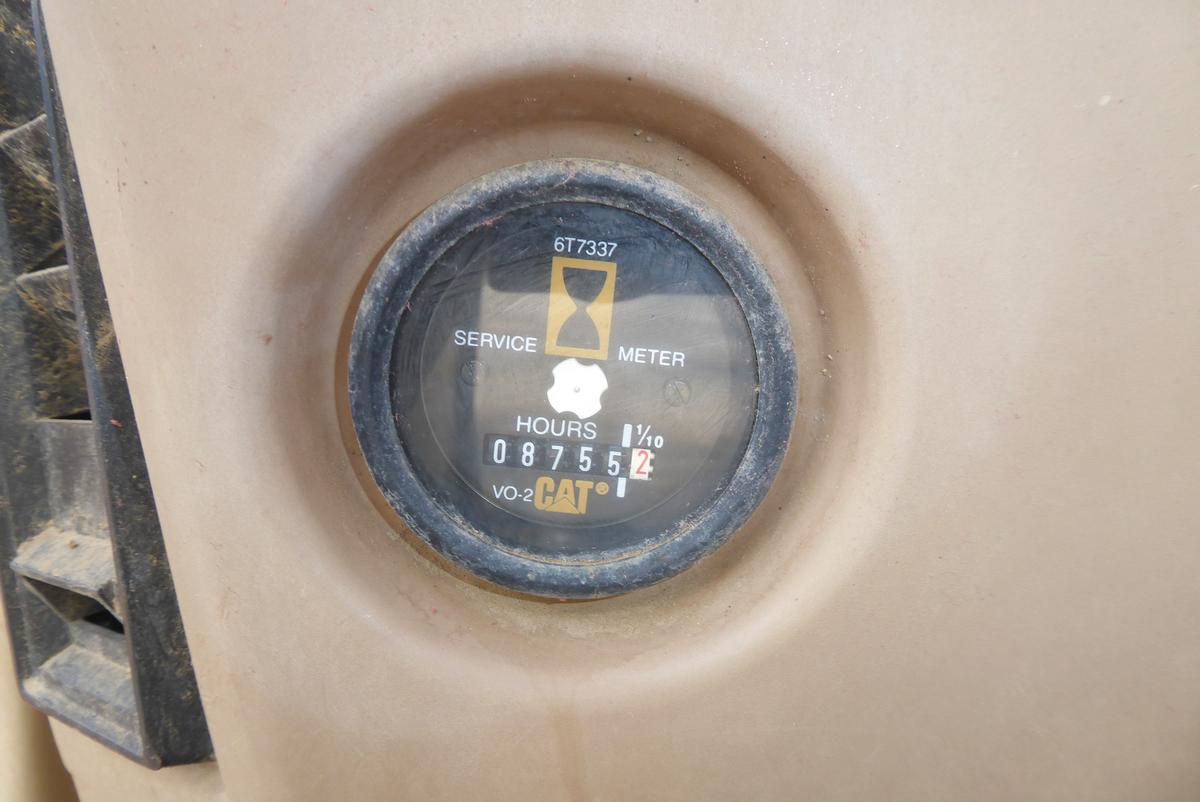 6T7337
SERVICE METER
HOURS 1/10
087552
VO-2 CAT®